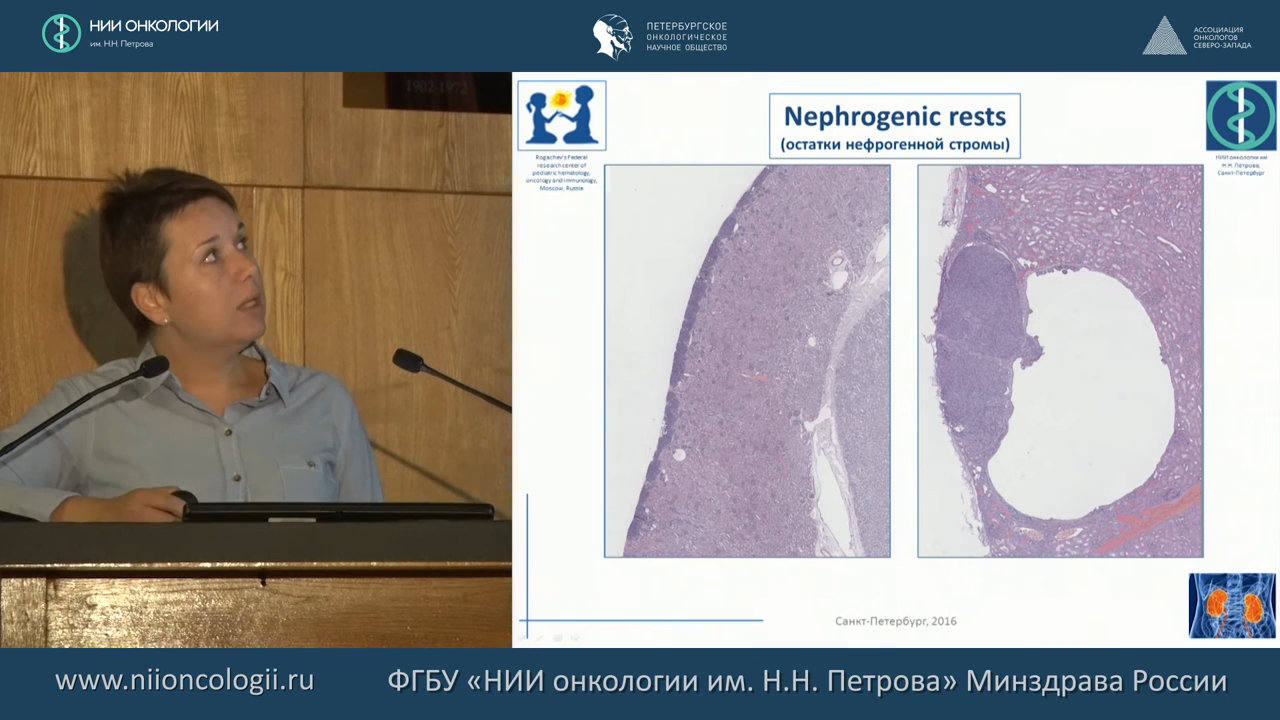 НИИ ОНКОЛОГИИ
им. Н.Н. Петрова
ПЕТЕРБУРГСКОЕ
ОНКОЛОГИЧЕСКОЕ
НАУЧНОЕ ОБЩЕСТВО
АССОЦИАЦИЯ
ОНКОЛОГОВ
СЕВЕРО-ЗАПАДА
1902-1972
Rogachev's Federal
research center of
pediatric hematology,
oncology and immunology,
Moscow, Russia
Nephrogenic rests
(остатки нефрогенной стромы)
НИИ онкологии им
Н.Н. Петрова,
Санкт-Петербург
Санкт-Петербург, 2016
www.niioncologii.ru
ФГБУ «НИИ онкологии им. Н.Н. Петрова» Минздрава России